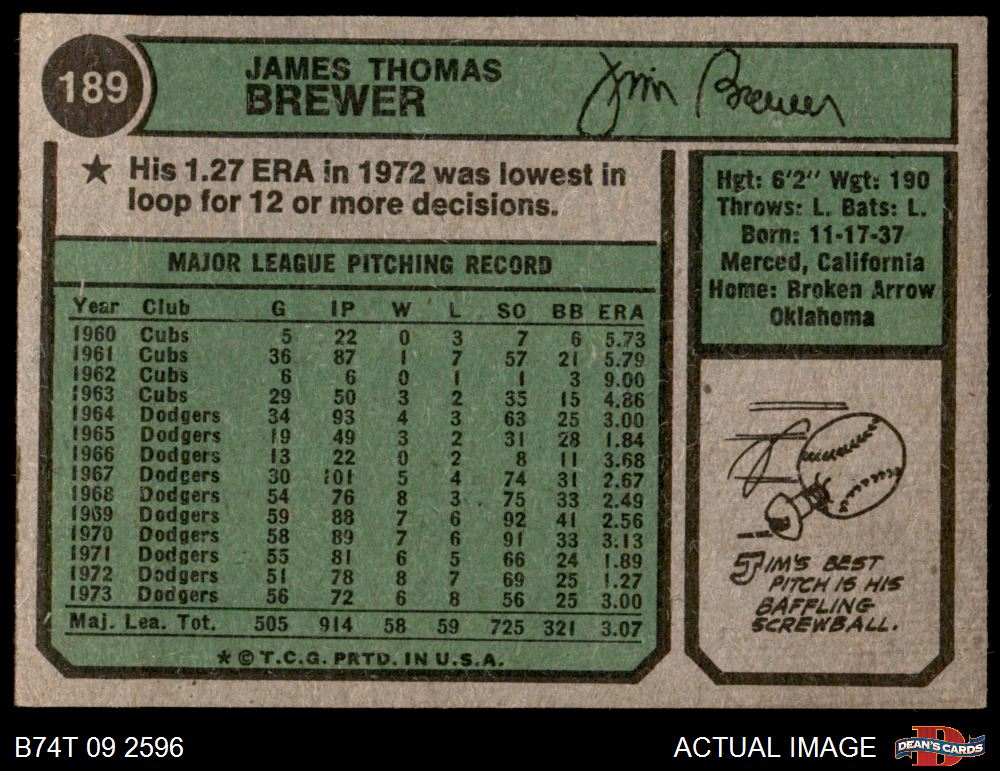 189
JAMES THOMAS
BREWER
Jim Brewer
★ His 1.27 ERA in 1972 was lowest in
loop for 12 or more decisions.
MAJOR LEAGUE PITCHING RECORD
Year Club G IP W L SO BB ERA
1960 Cubs 5 22 0 3 7 6 5.73
1961 Cubs 36 87 1 7 57 21 5.79
1962 Cubs 6 6 0 1 1 3 9.00
1963 Cubs 29 50 3 2 35 15 4.86
1964 Dodgers 34 93 4 3 63 25 3.00
1965 Dodgers 19 49 3 2 31 28 1.84
1966 Dodgers 13 22 0 2 8 11 3.68
1967 Dodgers 30 101 5 4 74 31 2.67
1968 Dodgers 54 76 8 3 75 33 2.49
1969 Dodgers 59 88 7 6 92 41 2.56
1970 Dodgers 58 89 7 6 91 33 3.13
1971 Dodgers 55 81 6 5 66 24 1.89
1972 Dodgers 51 78 8 7 69 25 1.27
1973 Dodgers 56 72 6 8 56 25 3.00
Maj. Lea. Tot. 505 914 58 59 725 321 3.07
★ © T.C.G. PRTD. IN U.S.A.
Hgt: 6'2" Wgt: 190
Throws: L. Bats: L.
Born: 11-17-37
Merced, California
Home: Broken Arrow
Oklahoma
JIM'S BEST
PITCH IS HIS
BAFFLING
SCREWBALL.
B74T 09 2596
ACTUAL IMAGE
DEAN'S CARDS